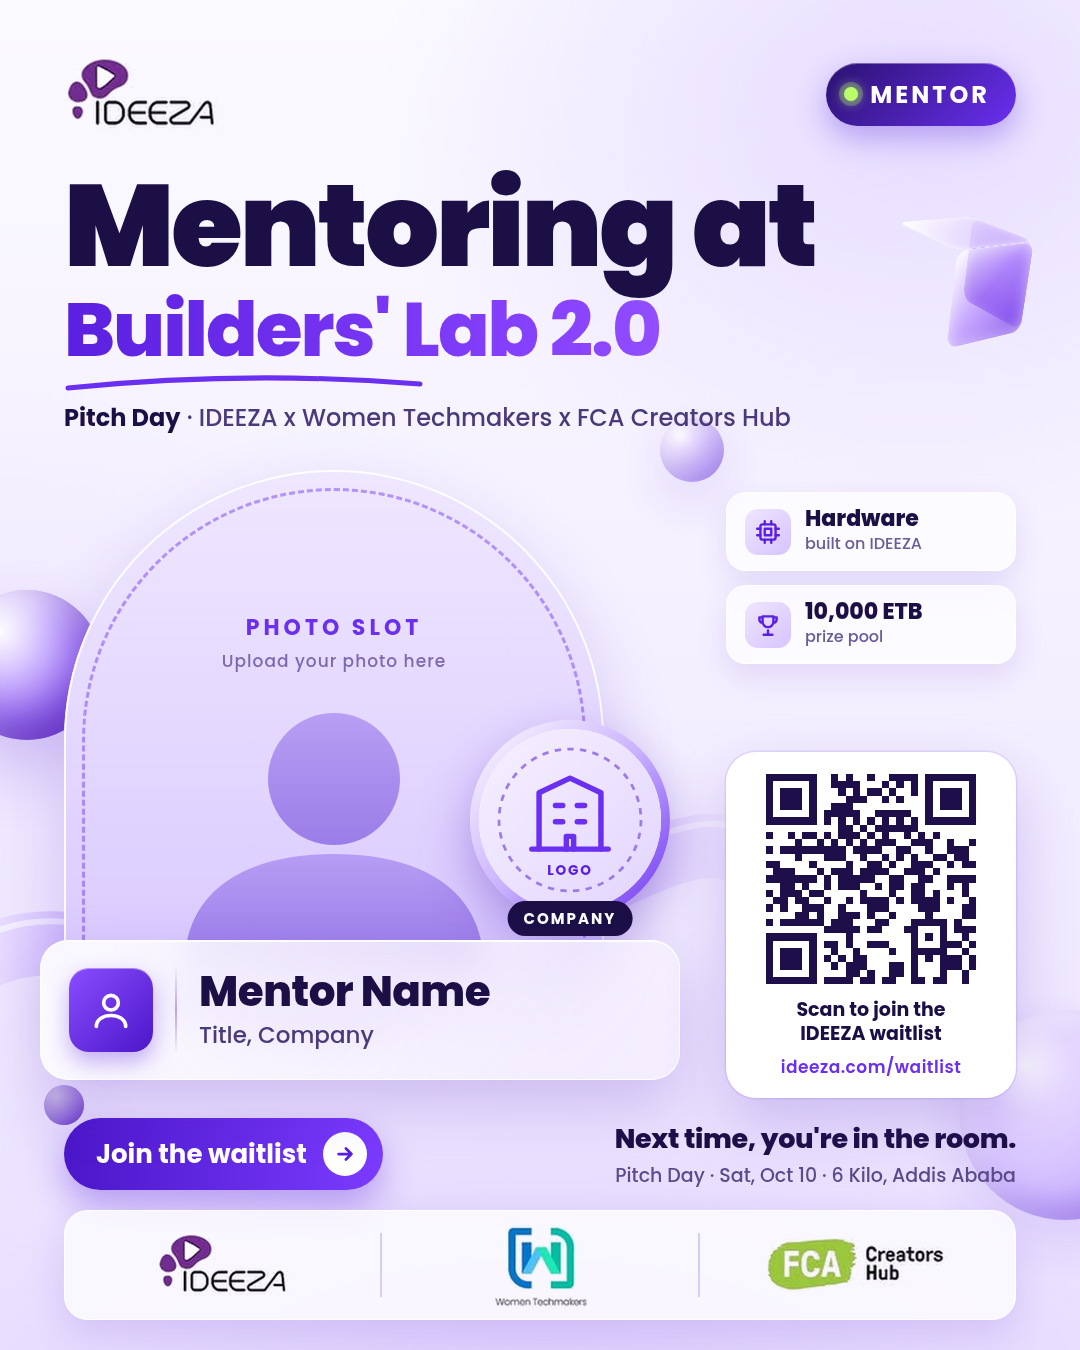 IDEEZA
MENTOR
Mentoring at
Builders' Lab 2.0
Pitch Day · IDEEZA x Women Techmakers x FCA Creators Hub
Hardware
built on IDEEZA
10,000 ETB
prize pool
PHOTO SLOT
Upload your photo here
LOGO
COMPANY
Mentor Name
Title, Company
Scan to join the
IDEEZA waitlist
ideeza.com/waitlist
Join the waitlist
Next time, you're in the room.
Pitch Day · Sat, Oct 10 · 6 Kilo, Addis Ababa
IDEEZA
Women Techmakers
FCA Creators
Hub